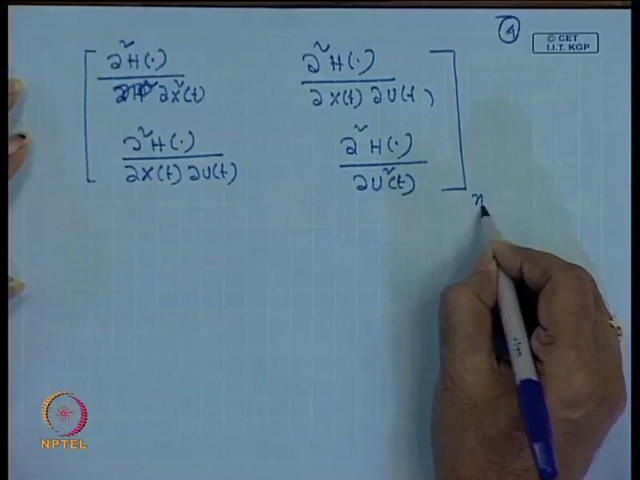 4
© CET
I.I.T. KGP
∂²H(·) ∂²H(·)
∂x²(t) ∂x(t) ∂u(t)
∂²H(·) ∂²H(·)
∂x(t) ∂u(t) ∂u²(t)
x
NPTEL